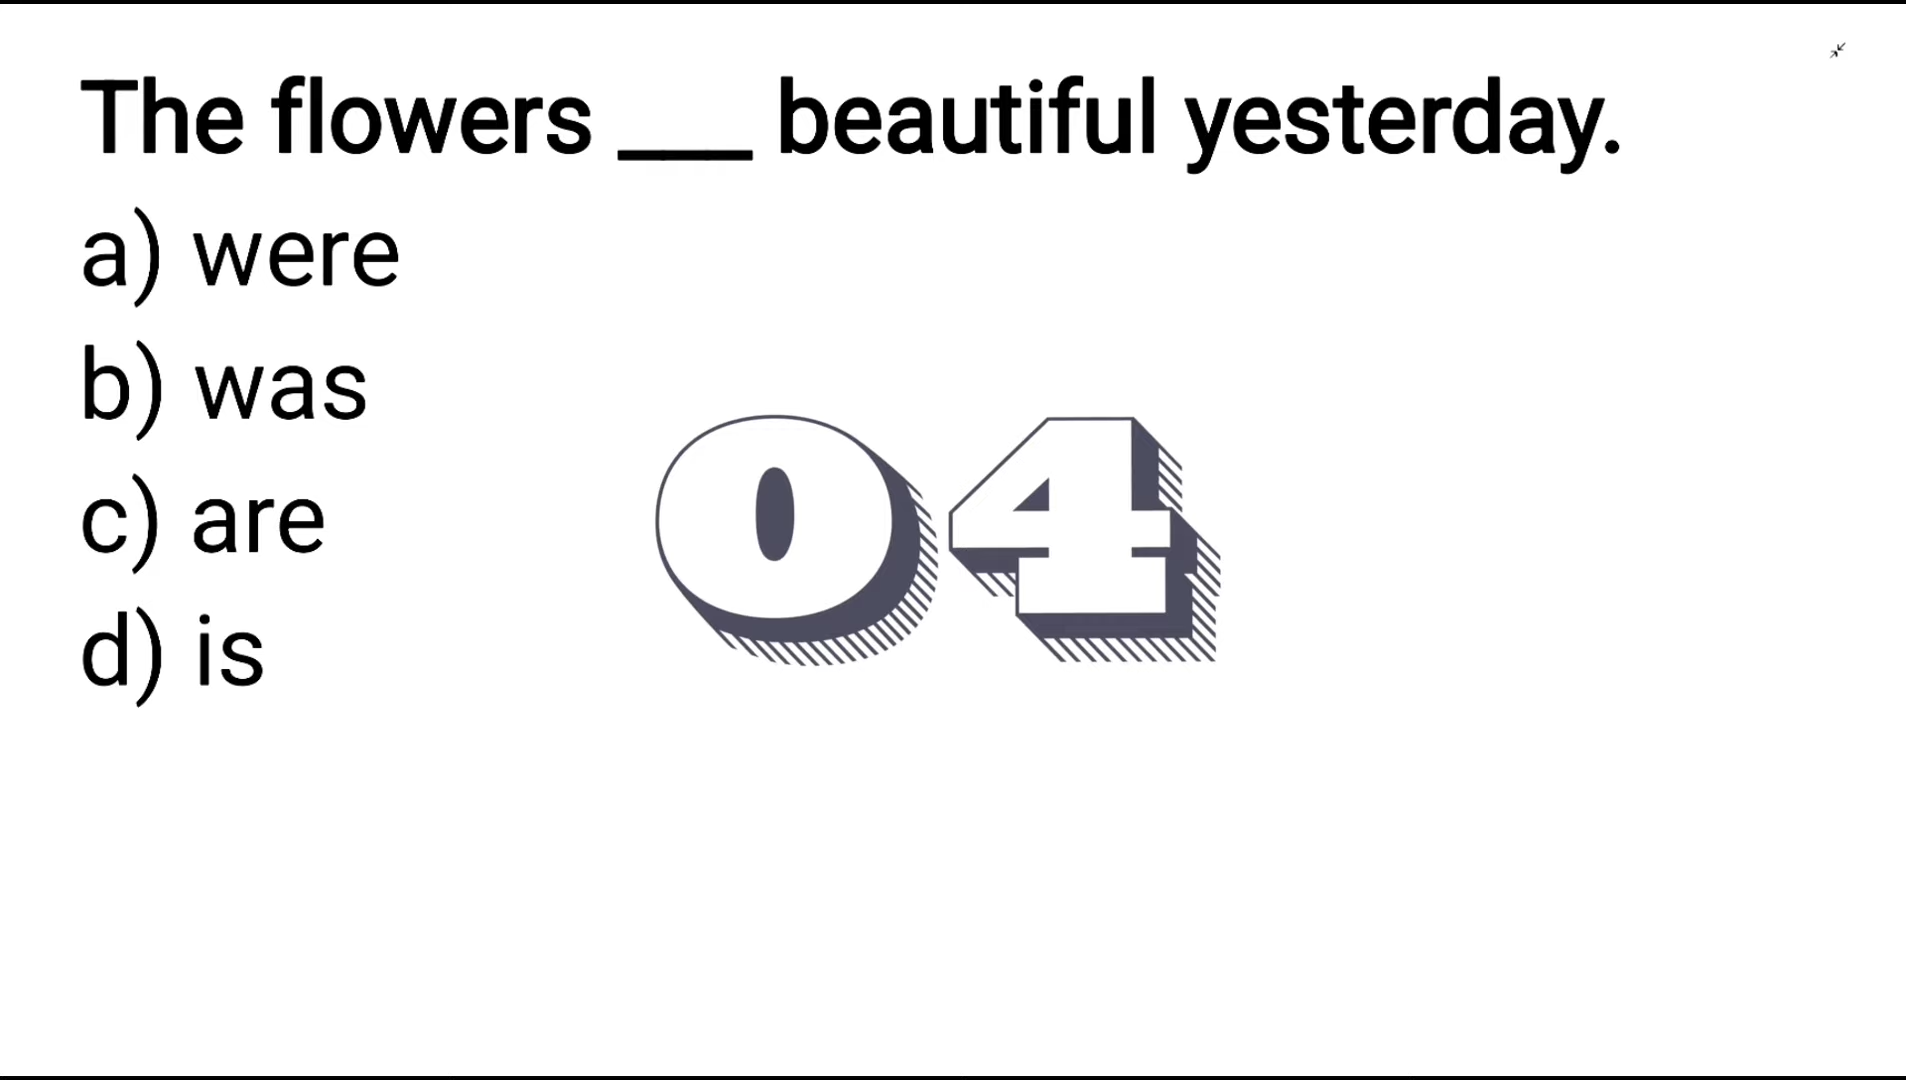 The flowers ___ beautiful yesterday.
a) were
b) was
c) are
d) is
04